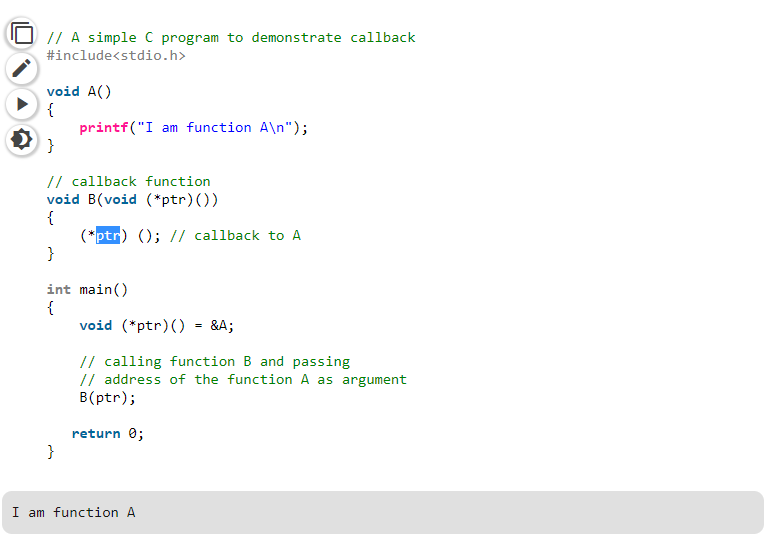 // A simple C program to demonstrate callback
#include<stdio.h>
void A()
{
    printf("I am function A\n");
}
// callback function
void B(void (*ptr)())
{
    (*ptr) (); // callback to A
}
int main()
{
    void (*ptr)() = &A;
    // calling function B and passing
    // address of the function A as argument
    B(ptr);
   return 0;
}
I am function A